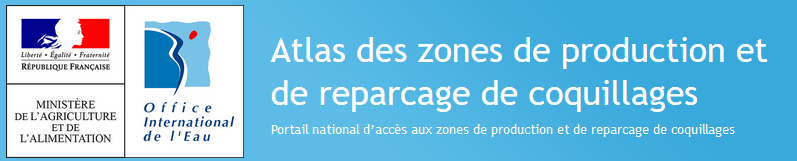 Liberté • Égalité • Fraternité
RÉPUBLIQUE FRANÇAISE
MINISTÈRE
DE L'AGRICULTURE
ET DE
L'ALIMENTATION
Office
International
de l'Eau
Atlas des zones de production et
de reparcage de coquillages
Portail national d'accès aux zones de production et de reparcage de coquillages